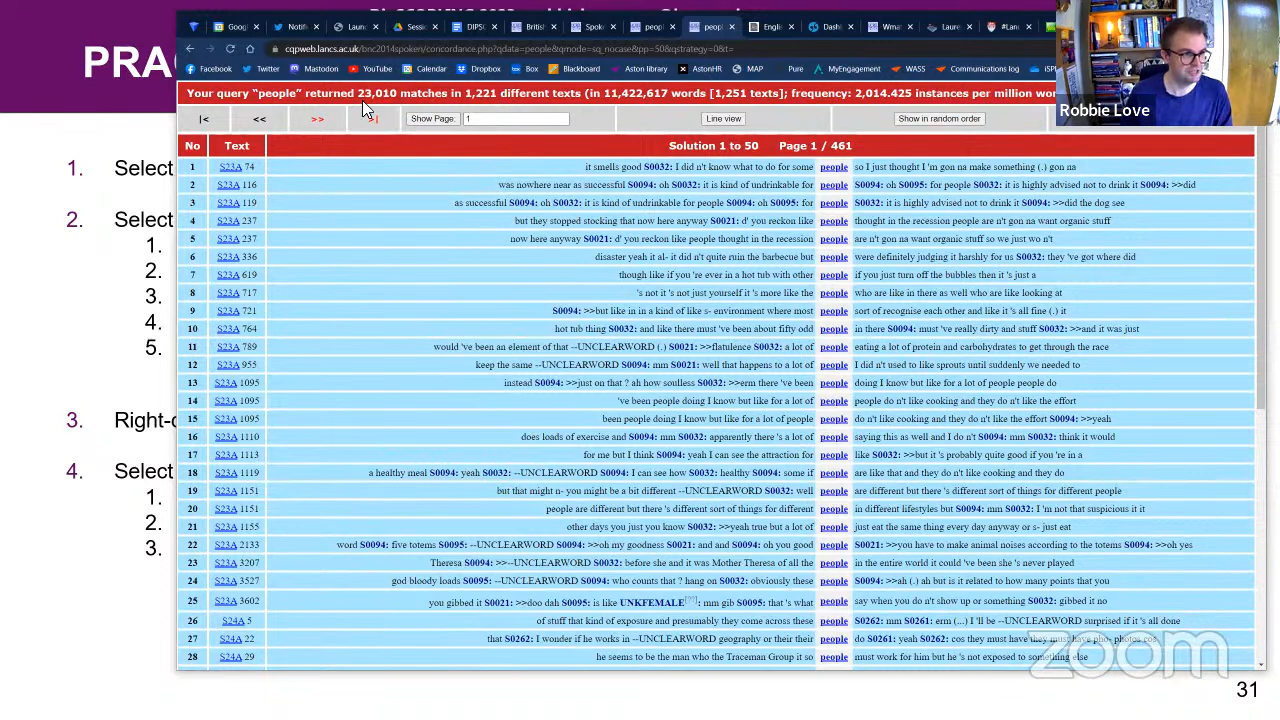 PRA
1. Select
2. Select
1.
2.
3.
4.
5.
3. Right-c
4. Select
1.
2.
3.
Googl × Notifi × Launc × Sessio × DIPSC × British × Spoke × peopl × peopl × Englis × Dashb × Wmat × Laure × #Lanc
cqpweb.lancs.ac.uk/bnc2014spoken/concordance.php?qdata=people&qmode=sq_nocase&pp=50&qstrategy=0&t=
Facebook Twitter Mastodon YouTube Calendar Dropbox Box Blackboard Aston library AstonHR MAP Pure MyEngagement WASS Online collections
Your query “people” returned 23,010 matches in 1,221 different texts (in 11,422,617 words [1,251 texts]; frequency: 2,014.425 instances per million wor
|< << >> >| Show Page: 1 Line view Show in random order
No Text Solution 1 to 50 Page 1 / 461
1 S23A 74 it smells good S0032: I did n't know what to do for some people so I just thought I 'm gon na make something (.) gon na
2 S23A 116 was nowhere near as successful S0094: oh S0032: it is kind of undrinkable for people S0094: oh S0095: for people S0032: it is highly advised not to drink it S0094: >>did
3 S23A 119 as successful S0094: oh S0032: it is kind of undrinkable for people S0094: oh S0095: for people S0032: it is highly advised not to drink it S0094: >>did the dog see
4 S23A 237 but they stopped stocking that now here anyway S0021: d' you reckon like people thought in the recession people are n't gon na want organic stuff
5 S23A 237 now here anyway S0021: d' you reckon like people thought in the recession people are n't gon na want organic stuff so we just wo n't
6 S23A 336 disaster yeah it al- it did n't quite ruin the barbecue but people were definitely judging it harshly for us S0032: they 've got where did
7 S23A 619 though like if you 're ever in a hot tub with other people if you just turn off the bubbles then it 's just a
8 S23A 717 's not it 's not just yourself it 's more like the people who are like in there as well who are like looking at
9 S23A 721 S0094: >>but like in in a kind of like s- environment where most people sort of recognise each other and like it 's all fine (.) it
10 S23A 764 hot tub thing S0032: and like there must 've been about fifty odd people in there S0094: must 've really dirty and stuff S0032: >>and it was just
11 S23A 789 would 've been an element of that --UNCLEARWORD (.) S0021: >>flatulence S0032: a lot of people eating a lot of protein and carbohydrates to get through the race
12 S23A 955 keep the same --UNCLEARWORD S0094: mm S0021: well that happens to a lot of people I did n't used to like sprouts until suddenly we needed to
13 S23A 1095 instead S0094: >>just on that ? ah how soulless S0032: >>erm there 've been people doing I know but like for a lot of people people do
14 S23A 1095 've been people doing I know but like for a lot of people people do n't like cooking and they do n't like the effort
15 S23A 1095 been people doing I know but like for a lot of people people do n't like cooking and they do n't like the effort S0094: >>yeah
16 S23A 1110 does loads of exercise and S0094: mm S0032: apparently there 's a lot of people saying this as well and I do n't S0094: mm S0032: think it would
17 S23A 1113 for me but I think S0094: yeah I can see the attraction for people like S0032: >>but it 's probably quite good if you 're in a
18 S23A 1119 a healthy meal S0094: yeah S0032: --UNCLEARWORD S0094: I can see how S0032: healthy S0094: some if people are like that and they do n't like cooking and they do
19 S23A 1151 but that might n- you might be a bit different --UNCLEARWORD S0032: well people are different but there 's different sort of things for different people
20 S23A 1151 people are different but there 's different sort of things for different people in different lifestyles but S0094: mm S0032: I 'm not that suspicious it it
21 S23A 1155 other days you just you know S0032: >>yeah true but a lot of people just eat the same thing every day anyway or s- just eat
22 S23A 2133 word S0094: five totems S0095: --UNCLEARWORD S0094: >>oh my goodness S0021: and and S0094: oh you good people S0021: >>you have to make animal noises according to the totems S0094: >>oh yes
23 S23A 3207 Theresa S0094: >>--UNCLEARWORD S0032: before she and it was Mother Theresa of all the people in the entire world it could 've been she 's never played
24 S23A 3527 god bloody loads S0095: --UNCLEARWORD S0094: who counts that ? hang on S0032: obviously these people S0094: >>ah (.) ah but is it related to how many points that you
25 S23A 3602 you gibbed it S0021: >>doo dah S0095: is like UNKFEMALE[??]: mm gib S0095: that 's what people say when you do n't show up or something S0032: gibbed it no
26 S24A 5 of stuff that kind of exposure and presumably they come across these people S0262: mm S0261: erm (...) I 'll be --UNCLEARWORD surprised if it 's all done
27 S24A 22 that S0262: I wonder if he works in --UNCLEARWORD geography or their their people do S0261: yeah S0262: cos they must have they must have pho- photos cos
28 S24A 29 he seems to be the man who the Traceman Group it so people must work for him but he 's not exposed to something else
Robbie Love
zoom
31